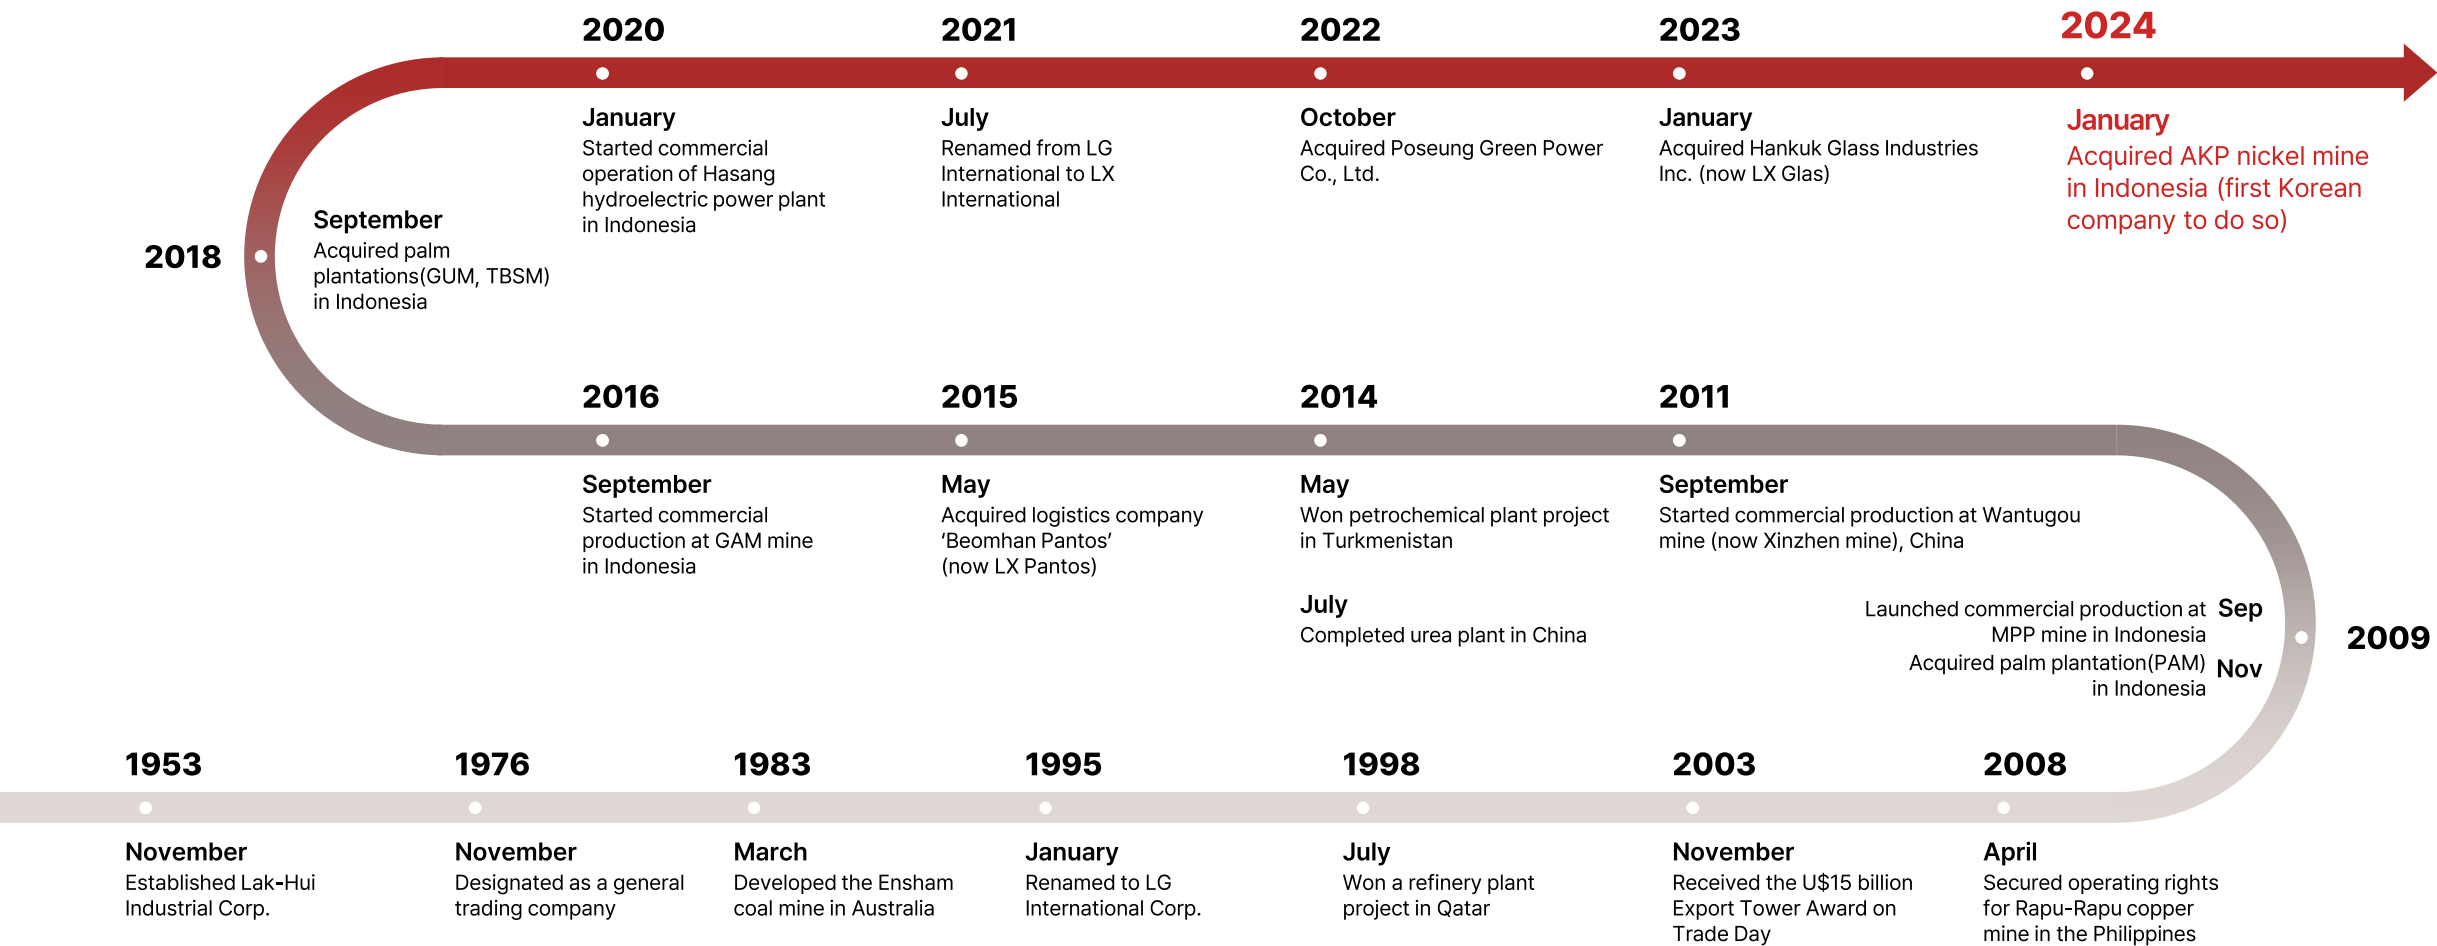 2020
January
Started commercial
operation of Hasang
hydroelectric power plant
in Indonesia
2021
July
Renamed from LG
International to LX
International
2022
October
Acquired Poseung Green Power
Co., Ltd.
2023
January
Acquired Hankuk Glass Industries
Inc. (now LX Glas)
2024
January
Acquired AKP nickel mine
in Indonesia (first Korean
company to do so)
2018
September
Acquired palm
plantations(GUM, TBSM)
in Indonesia
2016
September
Started commercial
production at GAM mine
in Indonesia
2015
May
Acquired logistics company
‘Beomhan Pantos’
(now LX Pantos)
2014
May
Won petrochemical plant project
in Turkmenistan
July
Completed urea plant in China
2011
September
Started commercial production at Wantugou
mine (now Xinzhen mine), China
2009
Launched commercial production at Sep
MPP mine in Indonesia
Acquired palm plantation(PAM) Nov
in Indonesia
1953
November
Established Lak-Hui
Industrial Corp.
1976
November
Designated as a general
trading company
1983
March
Developed the Ensham
coal mine in Australia
1995
January
Renamed to LG
International Corp.
1998
July
Won a refinery plant
project in Qatar
2003
November
Received the U$15 billion
Export Tower Award on
Trade Day
2008
April
Secured operating rights
for Rapu-Rapu copper
mine in the Philippines